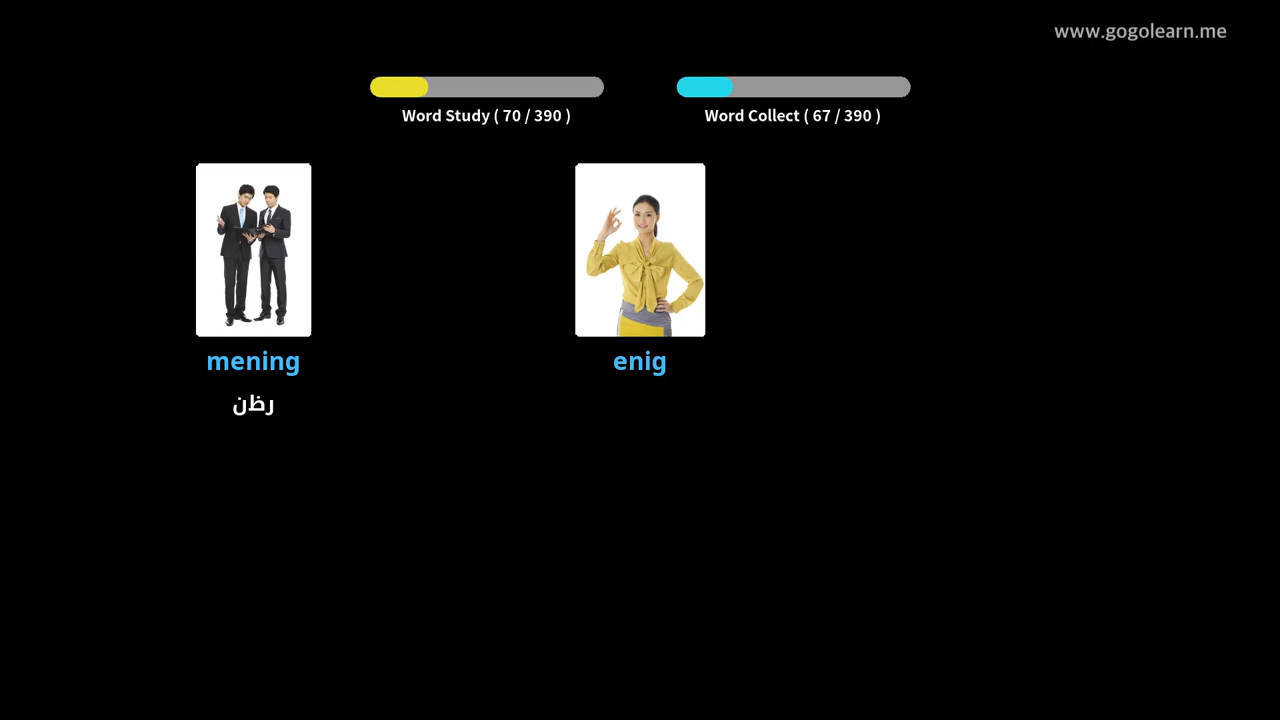 www.gogolearn.me
Word Study ( 70 / 390 )
Word Collect ( 67 / 390 )
mening
enig
رظن